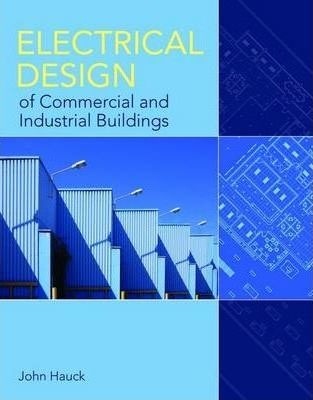 ELECTRICAL
DESIGN
of Commercial and
Industrial Buildings
John Hauck